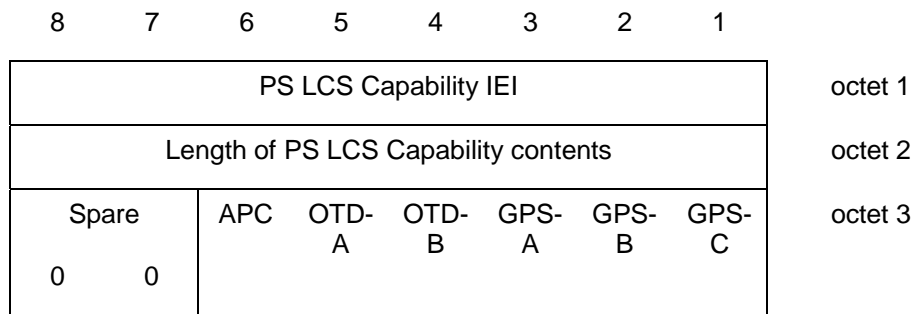 8 7 6 5 4 3 2 1
PS LCS Capability IEI octet 1
Length of PS LCS Capability contents octet 2
Spare APC OTD- OTD- GPS- GPS- GPS- octet 3
A B A B C
0 0